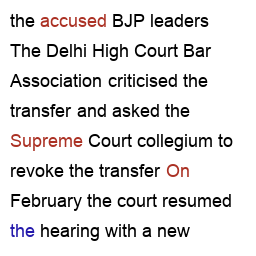 the accused BJP leaders
The Delhi High Court Bar
Association criticised the
transfer and asked the
Supreme Court collegium to
revoke the transfer On
February the court resumed
the hearing with a new